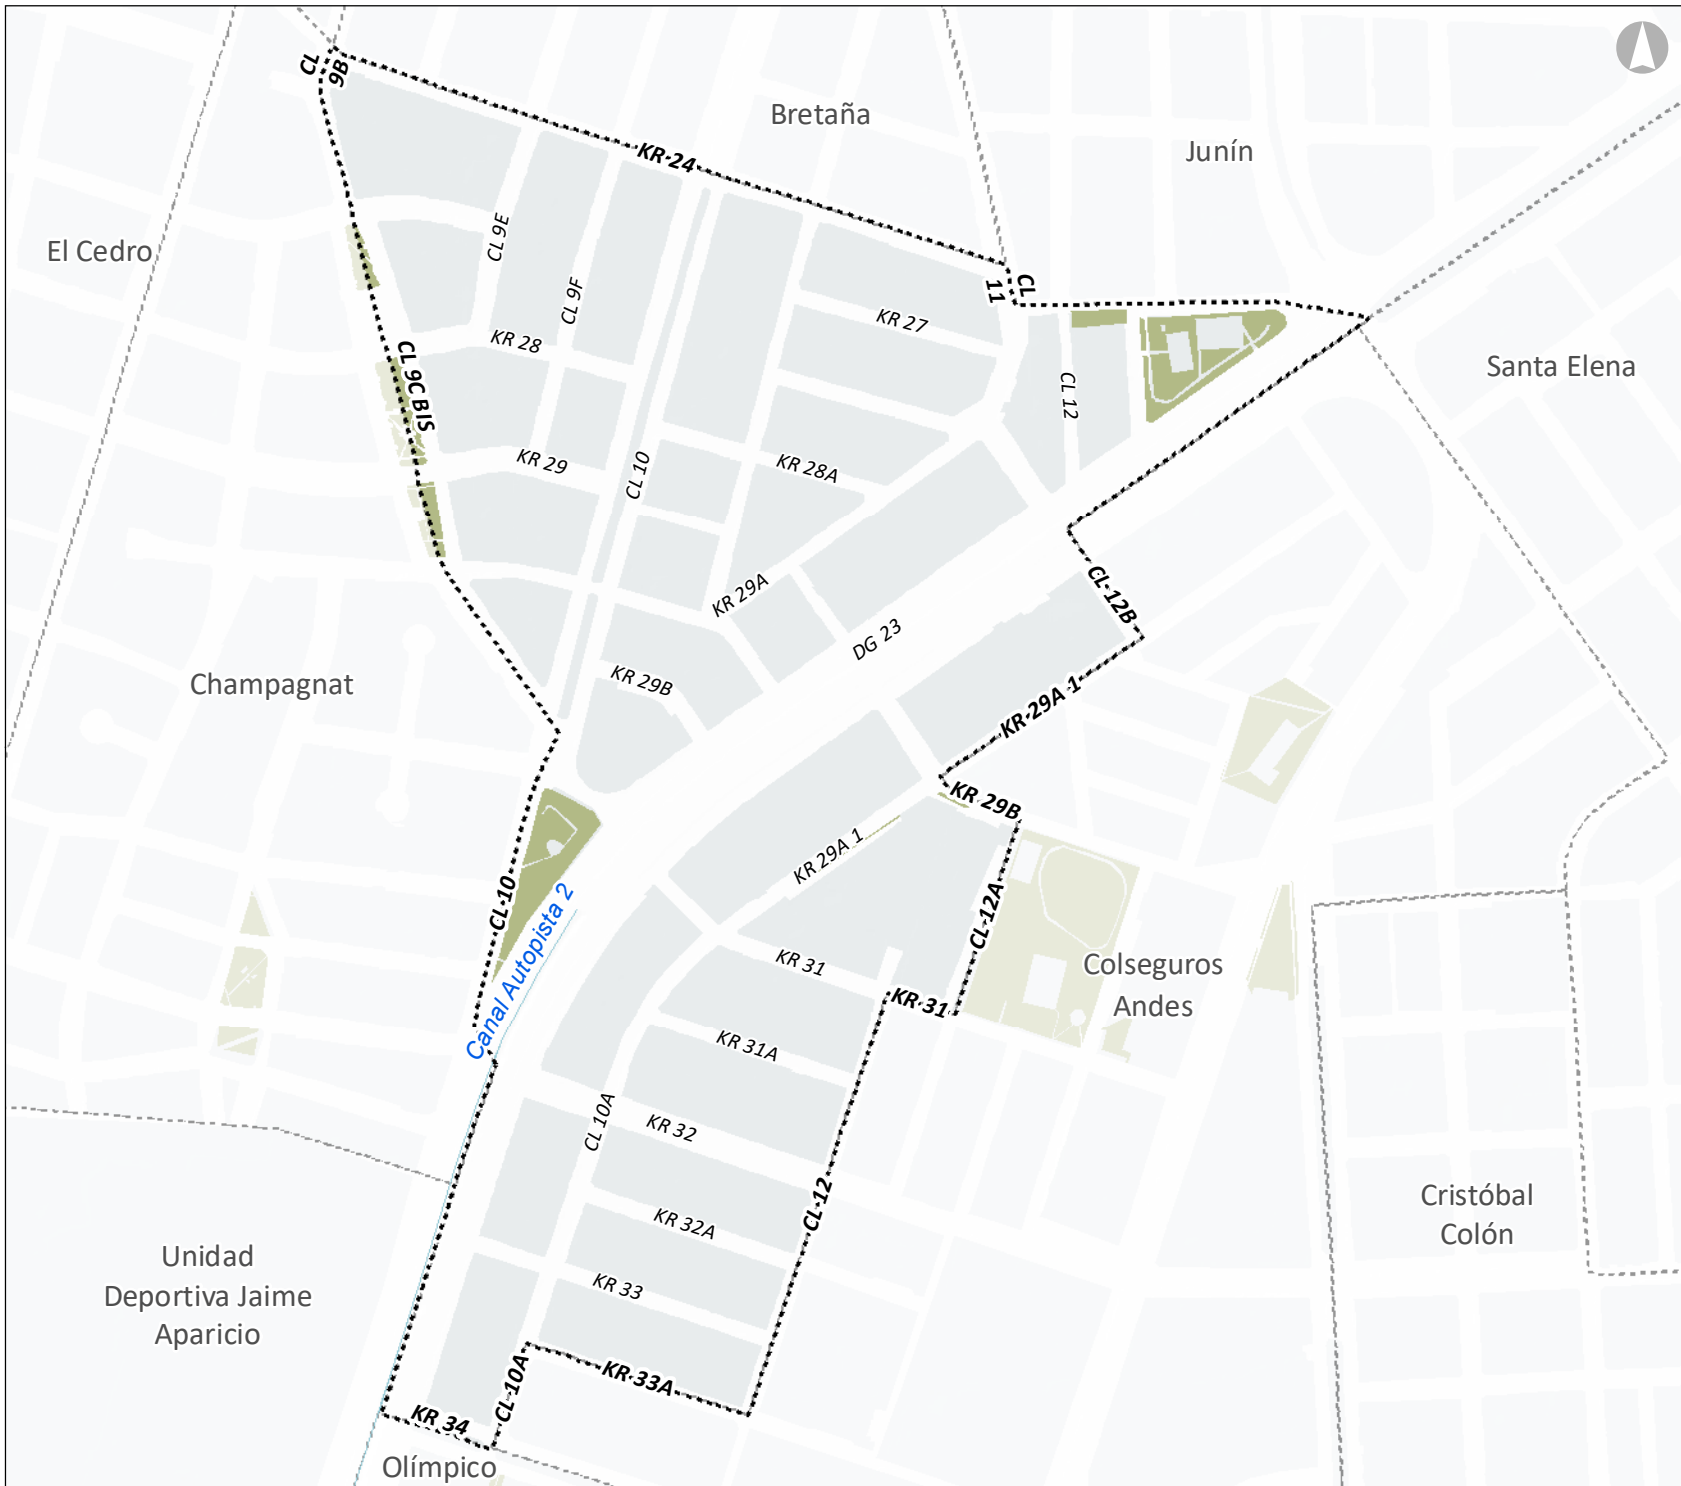 CL
9B
Bretaña
Junín
KR 24
CL 9E
El Cedro
CL 9F
CL
11
KR 27
KR 28
Santa Elena
CL 9C BIS
CL 12
KR 29
CL 10
KR 28A
KR 29A
CL 12B
DG 23
Champagnat
KR 29B
KR 29A 1
KR 29B
KR 29A 1
CL 10
CL 12A
Canal Autopista 2
KR 31
Colseguros
Andes
KR 31
KR 31A
CL 10A
KR 32
CL 12
KR 32A
Cristóbal
Colón
Unidad
Deportiva Jaime
Aparicio
KR 33
KR 33A
CL 10A
KR 34
Olímpico